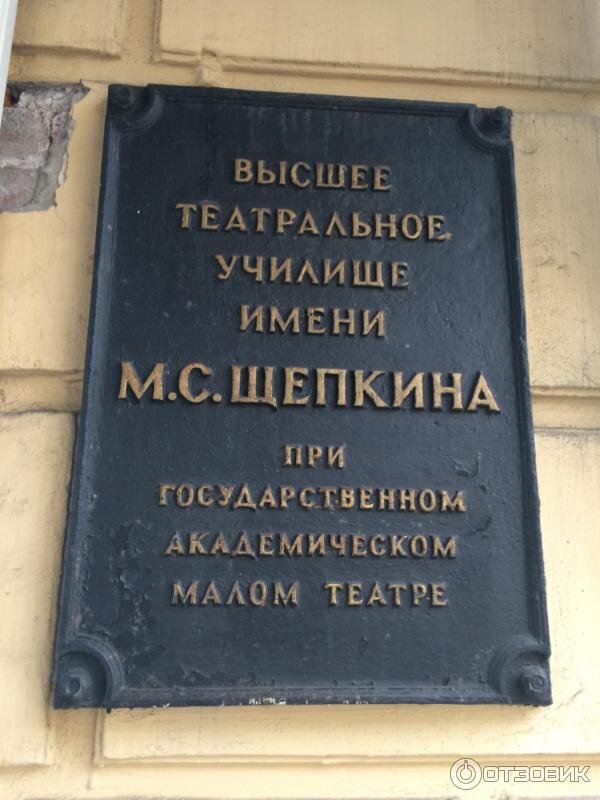 ВЫСШЕЕ
ТЕАТРАЛЬНОЕ
УЧИЛИЩЕ
ИМЕНИ
М.С.ЩЕПКИНА
ПРИ
ГОСУДАРСТВЕННОМ
АКАДЕМИЧЕСКОМ
МАЛОМ ТЕАТРЕ
ОТЗОВИК